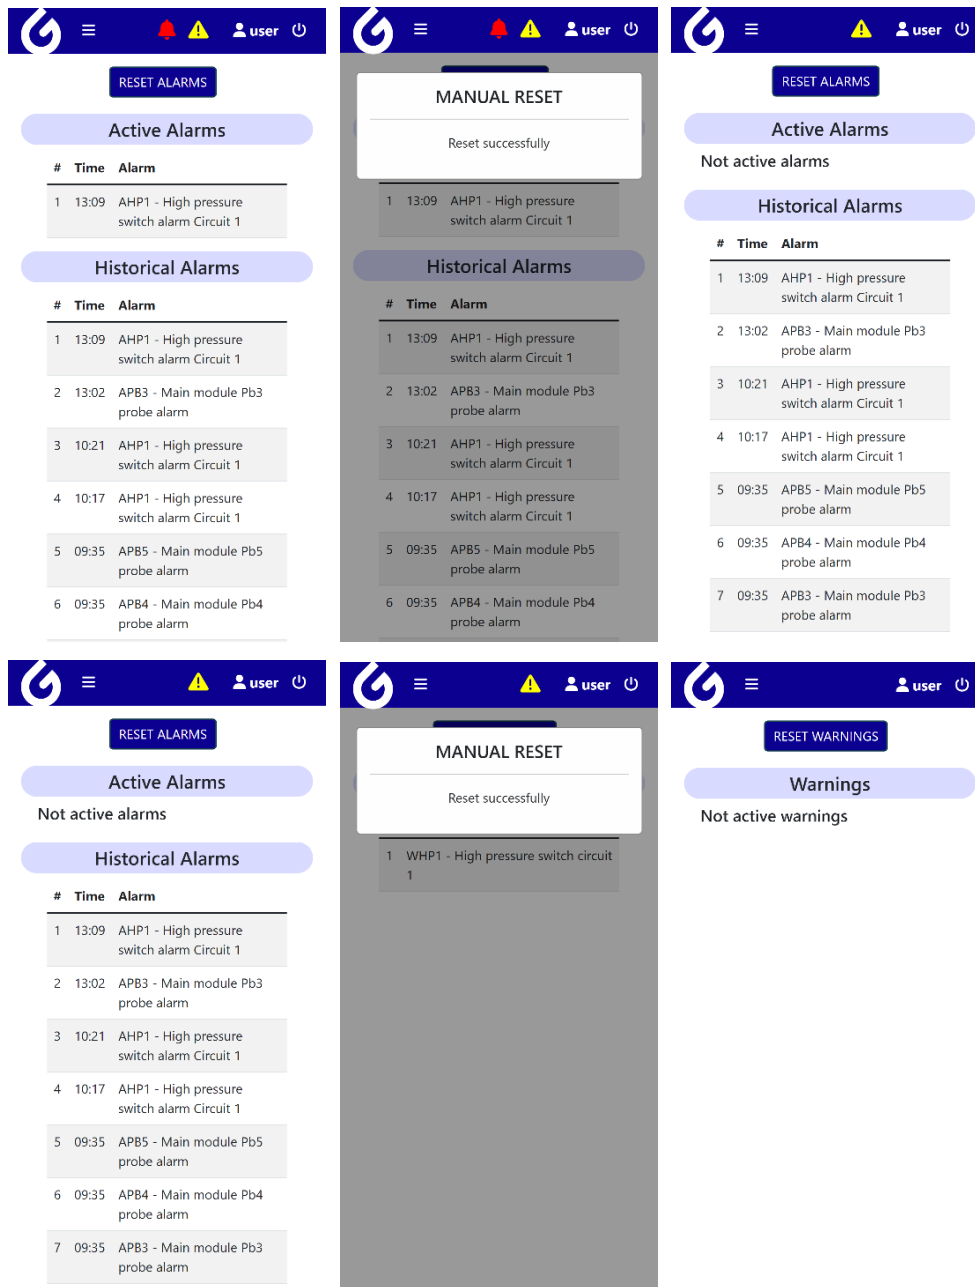 user
RESET ALARMS
Active Alarms
# Time Alarm
1 13:09 AHP1 - High pressure
switch alarm Circuit 1
Historical Alarms
# Time Alarm
1 13:09 AHP1 - High pressure
switch alarm Circuit 1
2 13:02 APB3 - Main module Pb3
probe alarm
3 10:21 AHP1 - High pressure
switch alarm Circuit 1
4 10:17 AHP1 - High pressure
switch alarm Circuit 1
5 09:35 APB5 - Main module Pb5
probe alarm
6 09:35 APB4 - Main module Pb4
probe alarm
user
MANUAL RESET
Reset successfully
1 13:09 AHP1 - High pressure
switch alarm Circuit 1
Historical Alarms
# Time Alarm
1 13:09 AHP1 - High pressure
switch alarm Circuit 1
2 13:02 APB3 - Main module Pb3
probe alarm
3 10:21 AHP1 - High pressure
switch alarm Circuit 1
4 10:17 AHP1 - High pressure
switch alarm Circuit 1
5 09:35 APB5 - Main module Pb5
probe alarm
6 09:35 APB4 - Main module Pb4
probe alarm
user
RESET ALARMS
Active Alarms
Not active alarms
Historical Alarms
# Time Alarm
1 13:09 AHP1 - High pressure
switch alarm Circuit 1
2 13:02 APB3 - Main module Pb3
probe alarm
3 10:21 AHP1 - High pressure
switch alarm Circuit 1
4 10:17 AHP1 - High pressure
switch alarm Circuit 1
5 09:35 APB5 - Main module Pb5
probe alarm
6 09:35 APB4 - Main module Pb4
probe alarm
7 09:35 APB3 - Main module Pb3
probe alarm
user
RESET ALARMS
Active Alarms
Not active alarms
Historical Alarms
# Time Alarm
1 13:09 AHP1 - High pressure
switch alarm Circuit 1
2 13:02 APB3 - Main module Pb3
probe alarm
3 10:21 AHP1 - High pressure
switch alarm Circuit 1
4 10:17 AHP1 - High pressure
switch alarm Circuit 1
5 09:35 APB5 - Main module Pb5
probe alarm
6 09:35 APB4 - Main module Pb4
probe alarm
7 09:35 APB3 - Main module Pb3
probe alarm
user
MANUAL RESET
Reset successfully
1 WHP1 - High pressure switch circuit
1
user
RESET WARNINGS
Warnings
Not active warnings